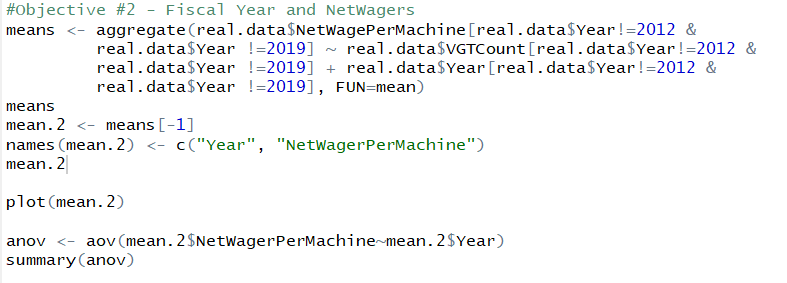 #Objective #2 - Fiscal Year and NetWagers
means <- aggregate(real.data$NetWagePerMachine[real.data$Year!=2012 &
real.data$Year !=2019] ~ real.data$VGTCount[real.data$Year!=2012 &
real.data$Year !=2019] + real.data$Year[real.data$Year!=2012 &
real.data$Year !=2019], FUN=mean)
means
mean.2 <- means[-1]
names(mean.2) <- c("Year", "NetWagerPerMachine")
mean.2
plot(mean.2)
anov <- aov(mean.2$NetWagerPerMachine~mean.2$Year)
summary(anov)